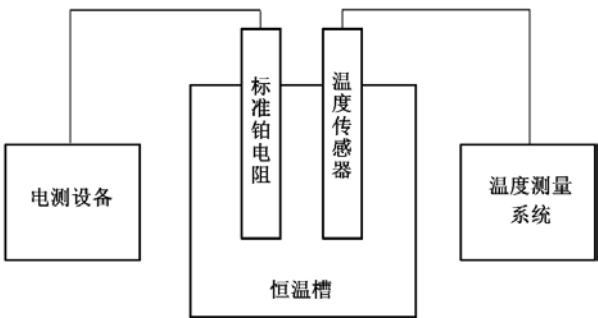 标准铂电阻
温度传感器
电测设备
温度测量
系统
恒温槽